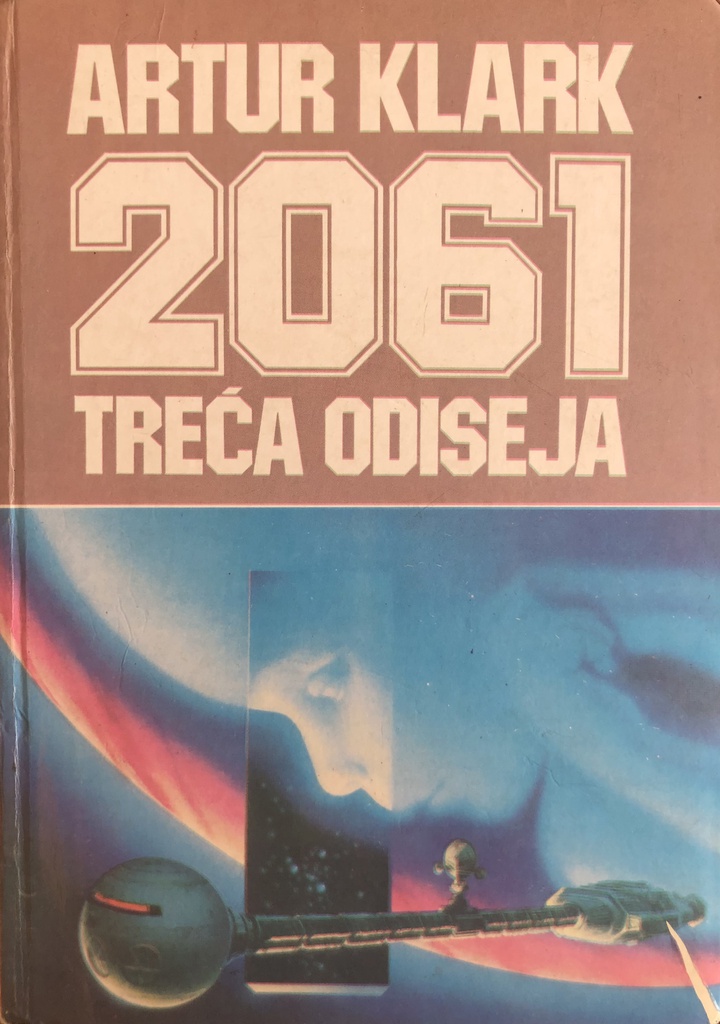 ARTUR KLARK
2061
TREĆA ODISEJA